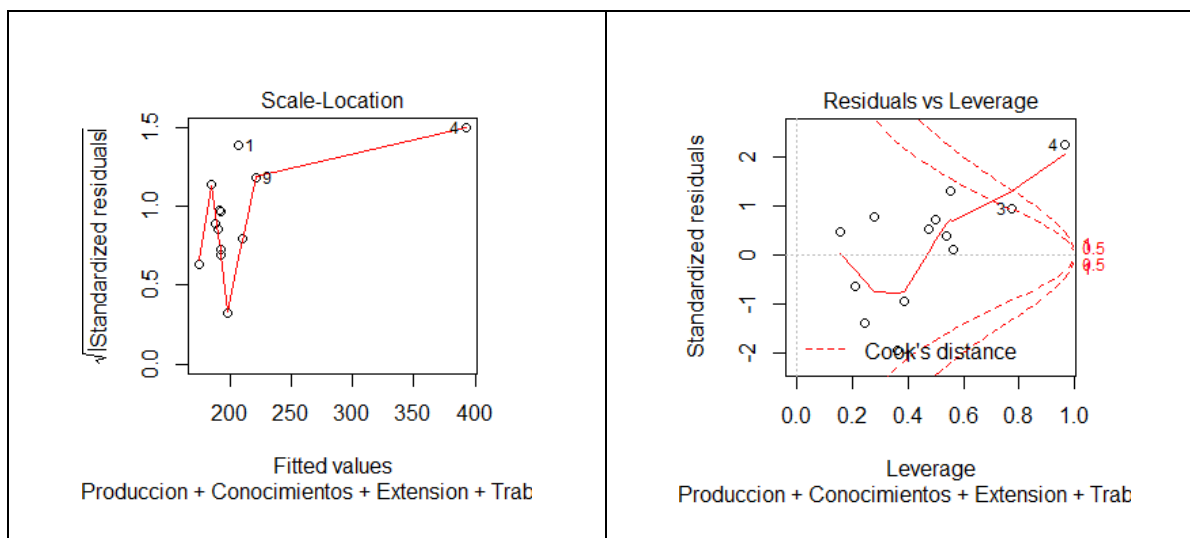 Scale-Location
√|Standardized residuals|
0.0 0.5 1.0 1.5
4
1
9
200 250 300 350 400
Fitted values
Produccion + Conocimientos + Extension + Trab
Residuals vs Leverage
Standardized residuals
-2 -1 0 1 2
4
3
1
0.5
0.5
1
Cook's distance
0.0 0.2 0.4 0.6 0.8 1.0
Leverage
Produccion + Conocimientos + Extension + Trab